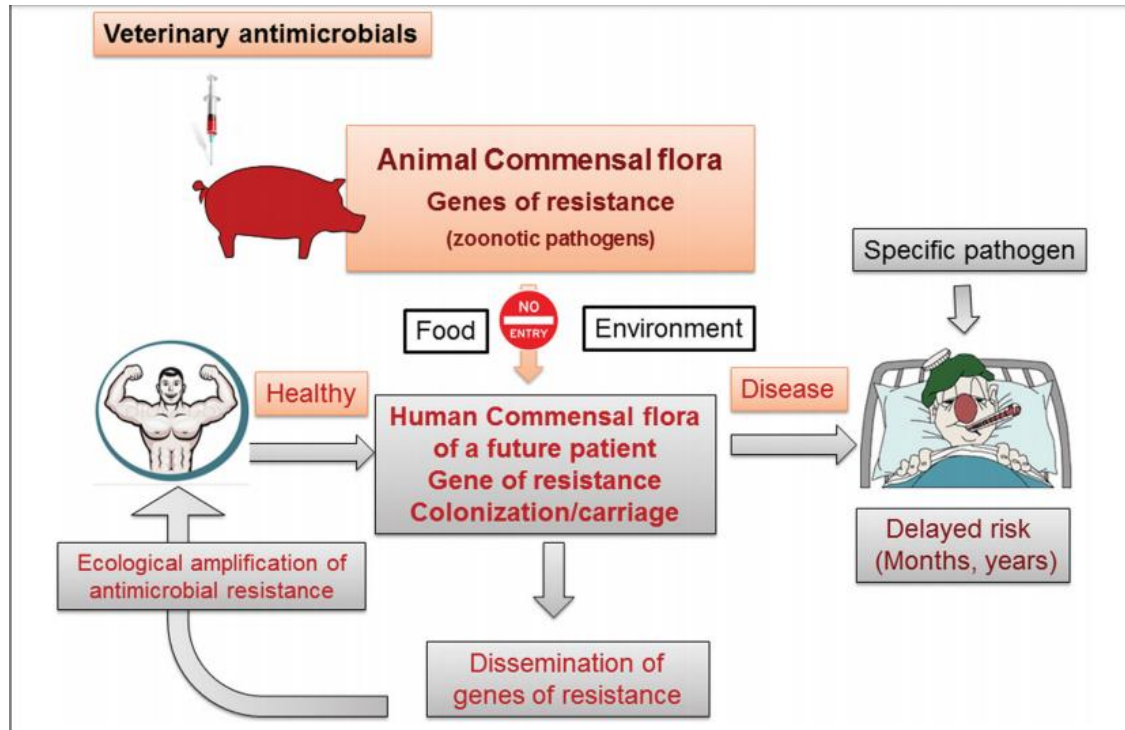 Veterinary antimicrobials
Animal Commensal flora
Genes of resistance
(zoonotic pathogens)
Specific pathogen
Food
NO
ENTRY
Environment
Healthy
Disease
Human Commensal flora
of a future patient
Gene of resistance
Colonization/carriage
Delayed risk
(Months, years)
Ecological amplification of
antimicrobial resistance
Dissemination of
genes of resistance